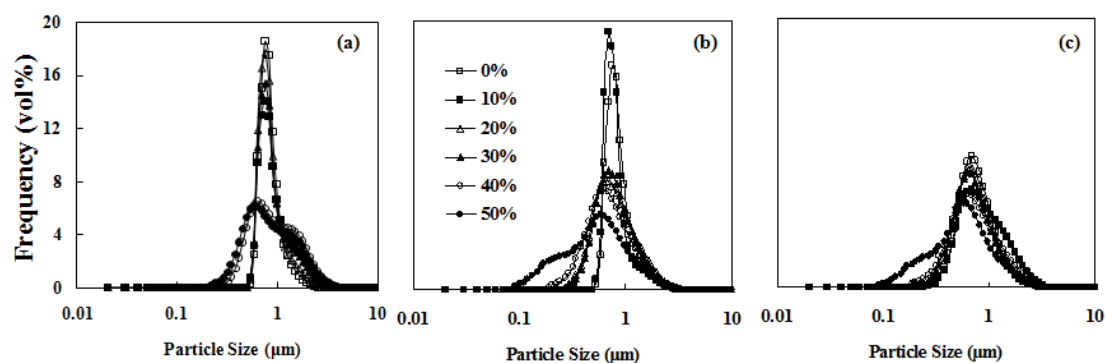 20
16
12
8
4
0
Frequency (vol%)
(a)
0.01 0.1 1 10
Particle Size (µm)
(b)
0%
10%
20%
30%
40%
50%
0.01 0.1 1 10
Particle Size (µm)
(c)
0.01 0.1 1 10
Particle Size (µm)